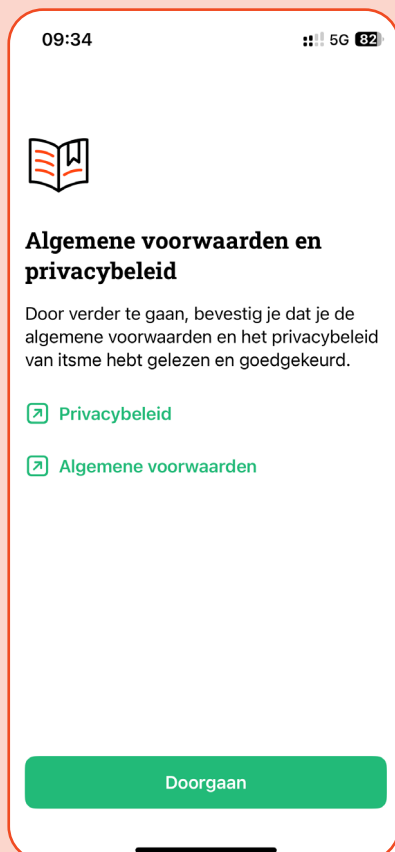 09:34 5G 82
Algemene voorwaarden en
privacybeleid
Door verder te gaan, bevestig je dat je de
algemene voorwaarden en het privacybeleid
van itsme hebt gelezen en goedgekeurd.
Privacybeleid
Algemene voorwaarden
Doorgaan